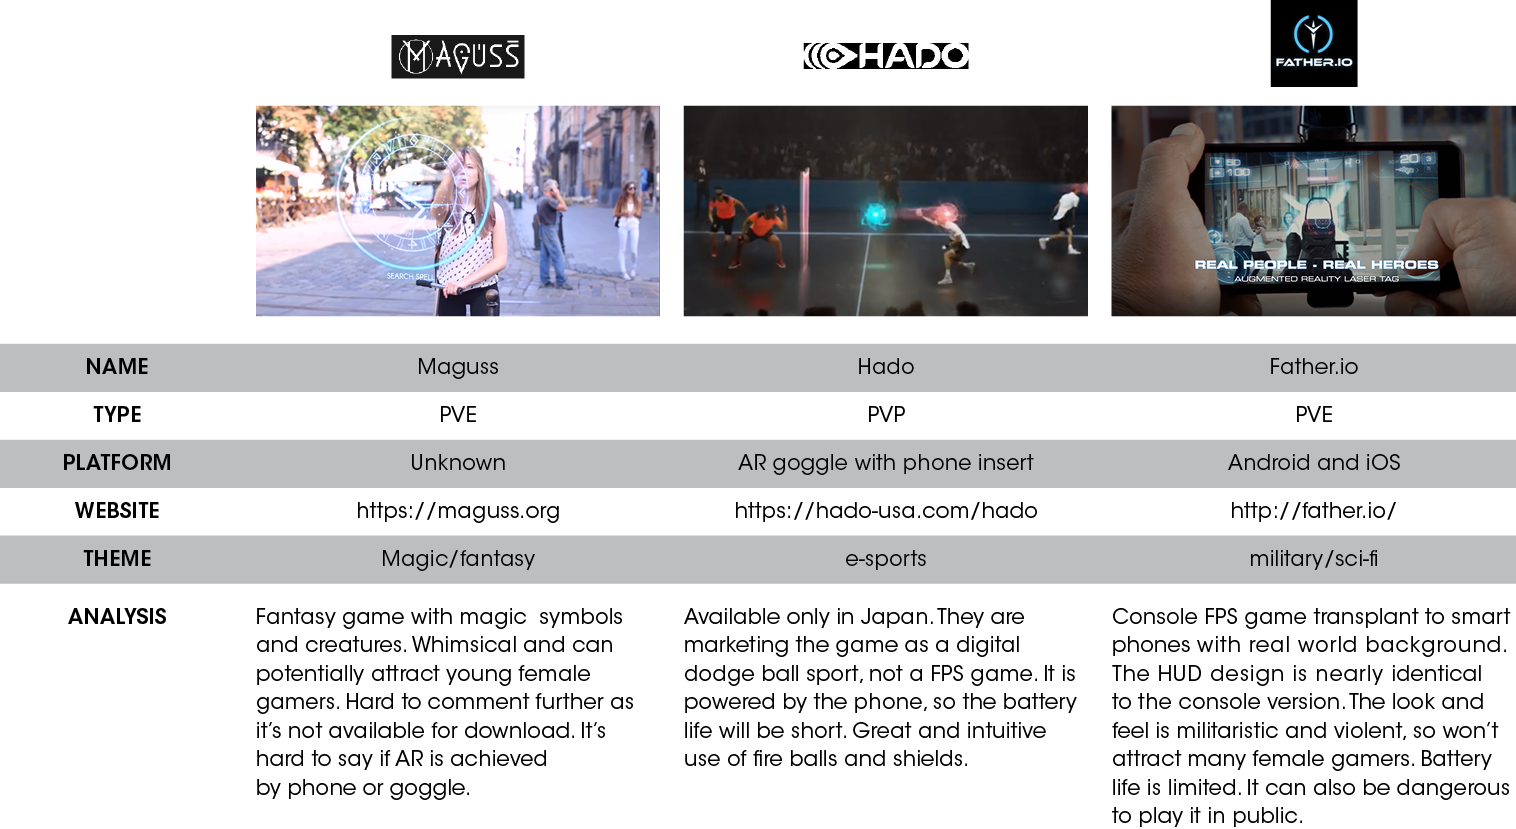 MAGUSS
HADO
FATHER.IO
SEARCH SPELL
50
100
20
3
REAL PEOPLE - REAL HEROES
AUGMENTED REALITY LASER TAG
NAME Maguss Hado Father.io
TYPE PVE PVP PVE
PLATFORM Unknown AR goggle with phone insert Android and iOS
WEBSITE https://maguss.org https://hado-usa.com/hado http://father.io/
THEME Magic/fantasy e-sports military/sci-fi
ANALYSIS
Fantasy game with magic  symbols
and creatures. Whimsical and can
potentially attract young female
gamers. Hard to comment further as
it’s not available for download. It’s
hard to say if AR is achieved
by phone or goggle.
Available only in Japan. They are
marketing the game as a digital
dodge ball sport, not a FPS game. It is
powered by the phone, so the battery
life will be short. Great and intuitive
use of fire balls and shields.
Console FPS game transplant to smart
phones with real world background.
The HUD design is nearly identical
to the console version. The look and
feel is militaristic and violent, so won’t
attract many female gamers. Battery
life is limited. It can also be dangerous
to play it in public.